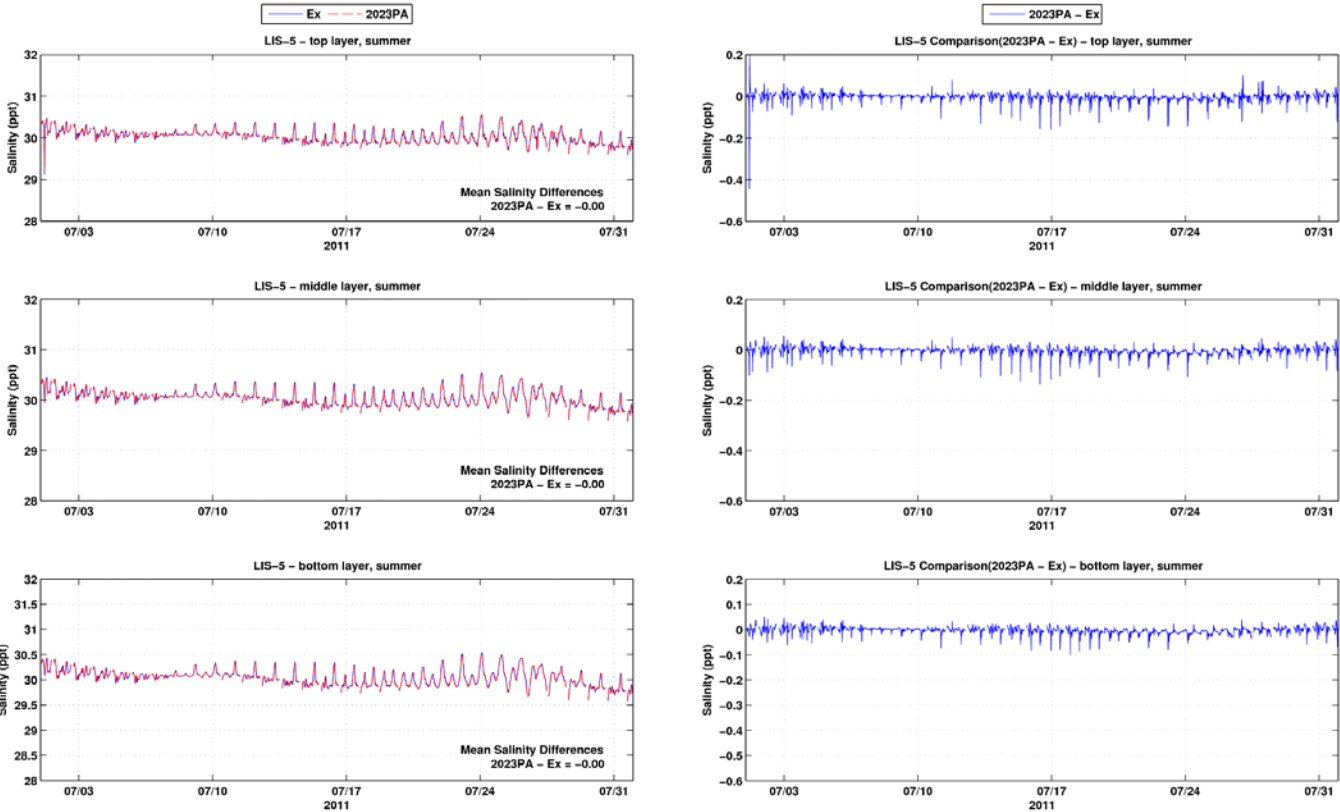 Ex 2023PA
2023PA − Ex
LIS−5 − top layer, summer
32
31
30
29
28
Salinity (ppt)
Mean Salinity Differences
2023PA − Ex = −0.00
07/03 07/10 07/17 07/24 07/31
2011
LIS−5 Comparison(2023PA − Ex) − top layer, summer
0.2
0
−0.2
−0.4
−0.6
Salinity (ppt)
07/03 07/10 07/17 07/24 07/31
2011
LIS−5 − middle layer, summer
32
31
30
29
28
Salinity (ppt)
Mean Salinity Differences
2023PA − Ex = −0.00
07/03 07/10 07/17 07/24 07/31
2011
LIS−5 Comparison(2023PA − Ex) − middle layer, summer
0.2
0
−0.2
−0.4
−0.6
Salinity (ppt)
07/03 07/10 07/17 07/24 07/31
2011
LIS−5 − bottom layer, summer
32
31.5
31
30.5
30
29.5
29
28.5
28
Salinity (ppt)
Mean Salinity Differences
2023PA − Ex = −0.00
07/03 07/10 07/17 07/24 07/31
2011
LIS−5 Comparison(2023PA − Ex) − bottom layer, summer
0.2
0.1
0
−0.1
−0.2
−0.3
−0.4
−0.5
−0.6
Salinity (ppt)
07/03 07/10 07/17 07/24 07/31
2011